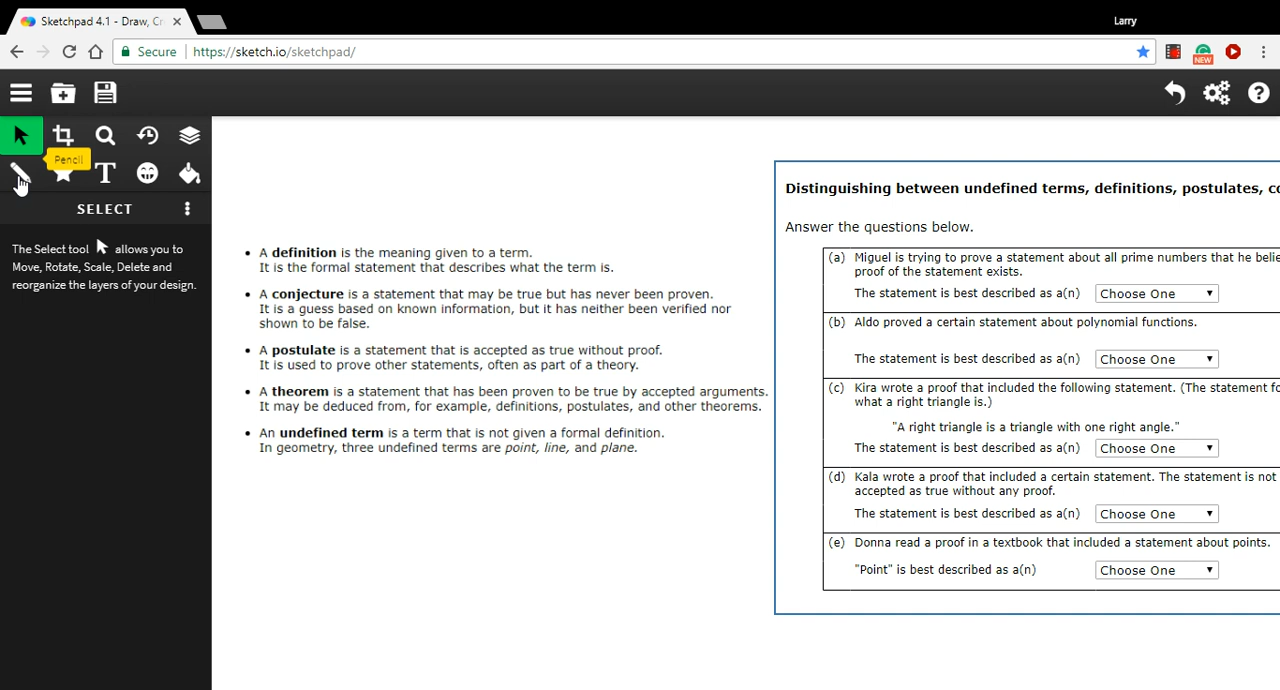 Sketchpad 4.1 - Draw, Cr
Larry
Secure
https://sketch.io/sketchpad/
NEW
Pencil
T
SELECT
The Select tool allows you to
Move, Rotate, Scale, Delete and
reorganize the layers of your design.
• A definition is the meaning given to a term.
It is the formal statement that describes what the term is.
• A conjecture is a statement that may be true but has never been proven.
It is a guess based on known information, but it has neither been verified nor
shown to be false.
• A postulate is a statement that is accepted as true without proof.
It is used to prove other statements, often as part of a theory.
• A theorem is a statement that has been proven to be true by accepted arguments.
It may be deduced from, for example, definitions, postulates, and other theorems.
• An undefined term is a term that is not given a formal definition.
In geometry, three undefined terms are point, line, and plane.
Distinguishing between undefined terms, definitions, postulates, co
Answer the questions below.
(a) Miguel is trying to prove a statement about all prime numbers that he belie
proof of the statement exists.
The statement is best described as a(n) Choose One
(b) Aldo proved a certain statement about polynomial functions.
The statement is best described as a(n) Choose One
(c) Kira wrote a proof that included the following statement. (The statement fo
what a right triangle is.)
"A right triangle is a triangle with one right angle."
The statement is best described as a(n) Choose One
(d) Kala wrote a proof that included a certain statement. The statement is not
accepted as true without any proof.
The statement is best described as a(n) Choose One
(e) Donna read a proof in a textbook that included a statement about points.
"Point" is best described as a(n) Choose One